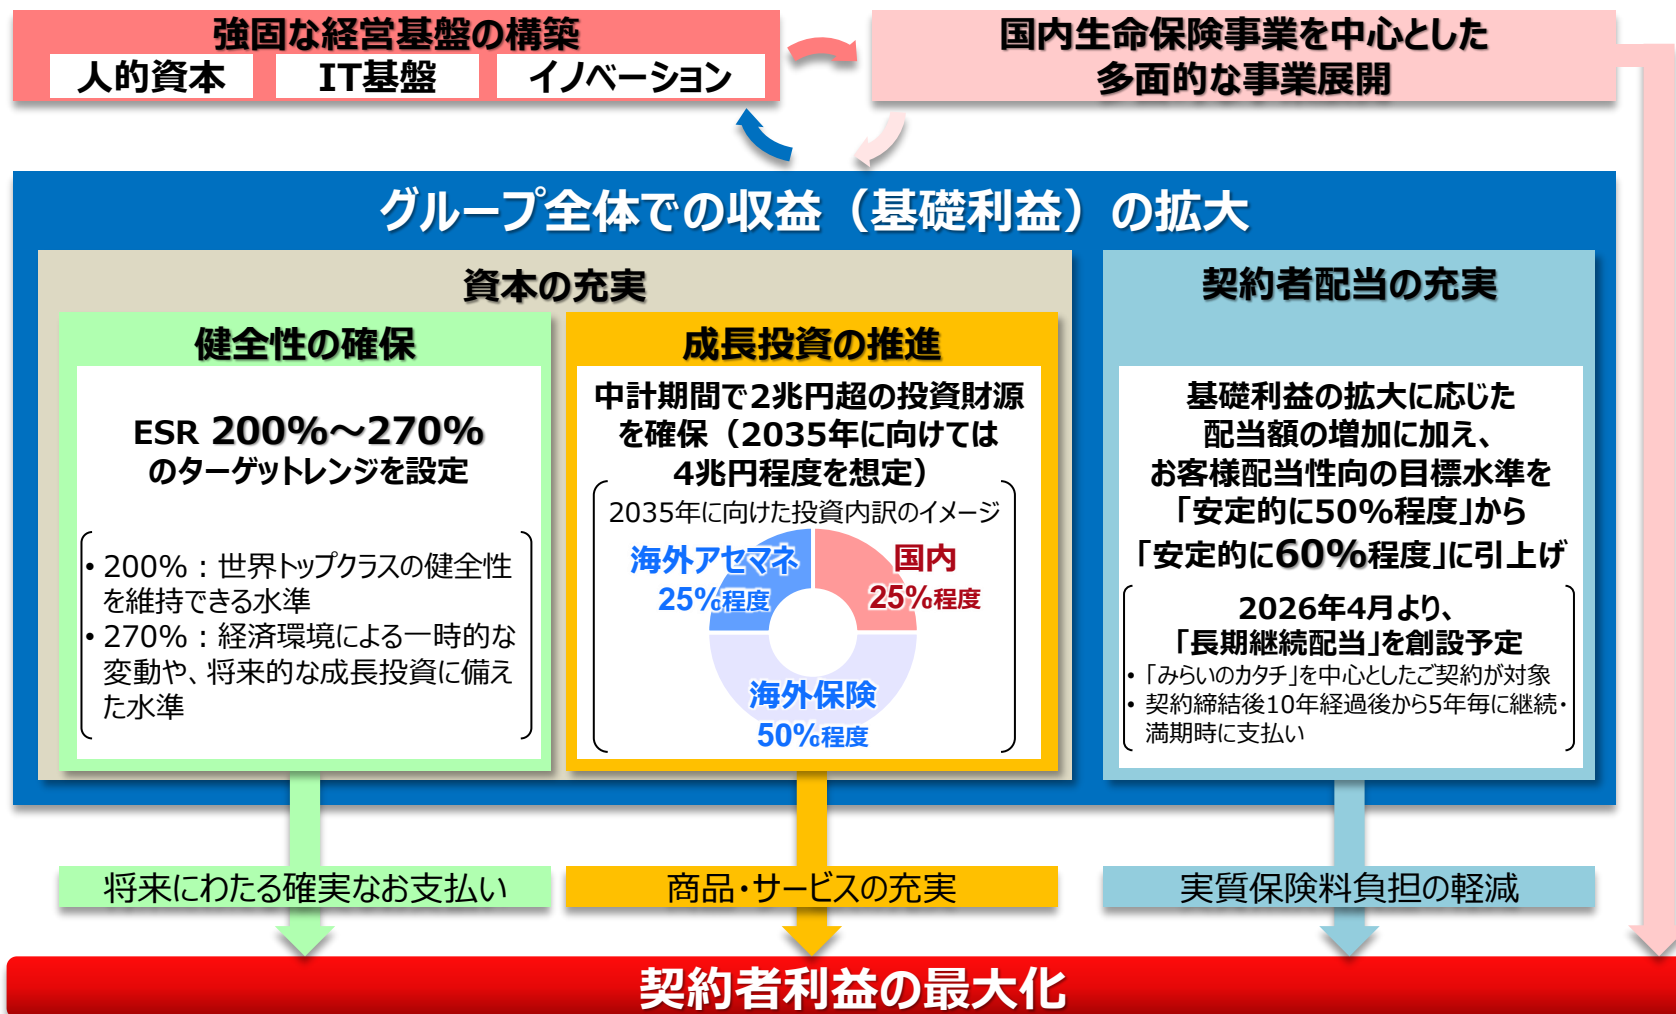 強固な経営基盤の構築
人的資本
IT基盤
イノベーション
国内生命保険事業を中心とした
多面的な事業展開
グループ全体での収益（基礎利益）の拡大
資本の充実
健全性の確保
ESR 200%～270%
のターゲットレンジを設定
• 200%：世界トップクラスの健全性
を維持できる水準
• 270%：経済環境による一時的な
変動や、将来的な成長投資に備え
た水準
成長投資の推進
中計期間で2兆円超の投資財源
を確保（2035年に向けては
4兆円程度を想定）
2035年に向けた投資内訳のイメージ
海外アセマネ
25%程度
国内
25%程度
海外保険
50%程度
契約者配当の充実
基礎利益の拡大に応じた
配当額の増加に加え、
お客様配当性向の目標水準を
「安定的に50%程度」から
「安定的に60%程度」に引上げ
2026年4月より、
「長期継続配当」を創設予定
• 「みらいのカタチ」を中心としたご契約が対象
• 契約締結後10年経過後から5年毎に継続・
満期時に支払い
将来にわたる確実なお支払い
商品・サービスの充実
実質保険料負担の軽減
契約者利益の最大化